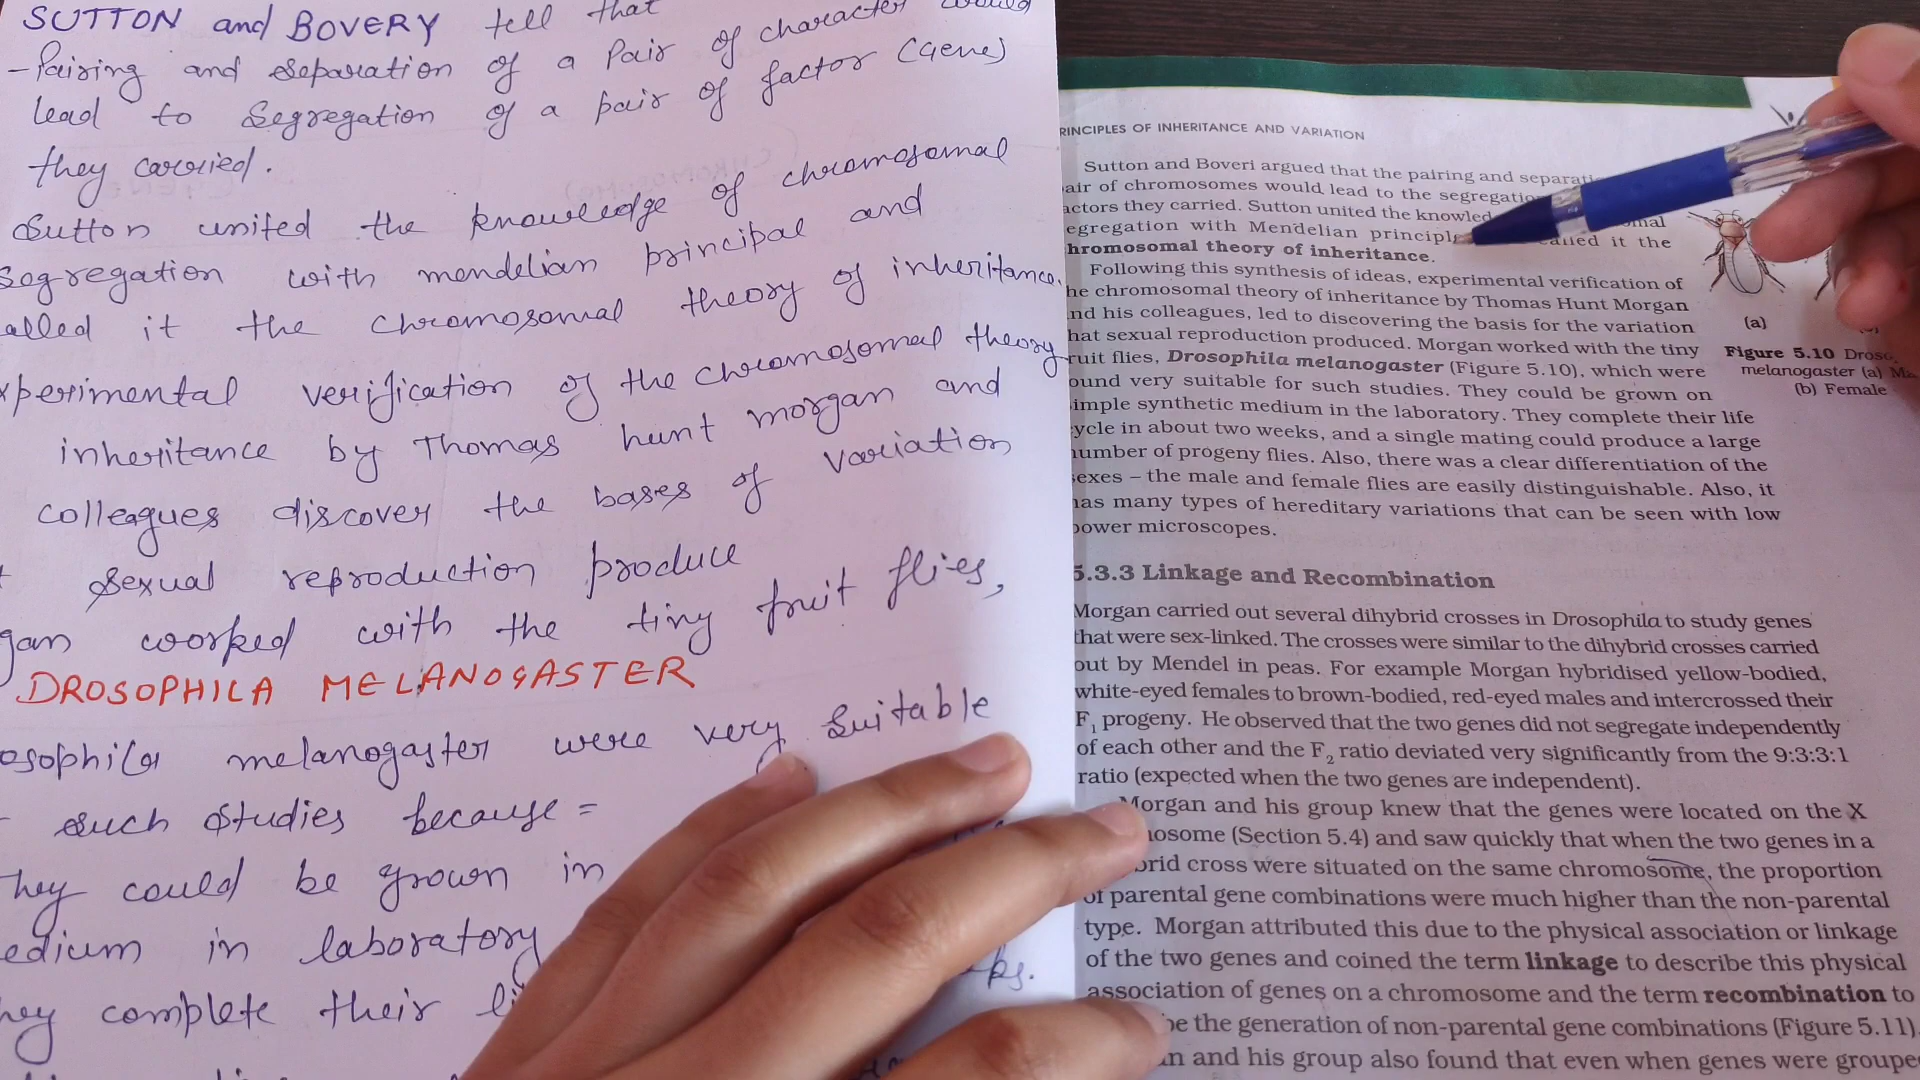 SUTTON and BOVERY tell that
- Pairing and separation of a Pair of character would
lead to Segregation of a pair of factor (Gene)
they carried.
Sutton united the knowledge of chromosomal
Segregation with mendelian principal and
alled it the Chromosomal theory of inheritance.
xperimental verification of the chromosomal theory
inheritance by Thomas hunt morgan and
colleagues discover the bases of variation
t sexual reproduction produce
gan worked with the tiny fruit flies,
DROSOPHILA MELANOGASTER
osophila melanogaster were very suitable
such studies because =
hey could be grown in
edium in laboratory
hey complete their li
RINCIPLES OF INHERITANCE AND VARIATION
Sutton and Boveri argued that the pairing and separati
air of chromosomes would lead to the segregatio
actors they carried. Sutton united the knowled omal
egregation with Mendelian principl called it the
hromosomal theory of inheritance.
Following this synthesis of ideas, experimental verification of
he chromosomal theory of inheritance by Thomas Hunt Morgan
nd his colleagues, led to discovering the basis for the variation
hat sexual reproduction produced. Morgan worked with the tiny
ruit flies, Drosophila melanogaster (Figure 5.10), which were
ound very suitable for such studies. They could be grown on
imple synthetic medium in the laboratory. They complete their life
ycle in about two weeks, and a single mating could produce a large
umber of progeny flies. Also, there was a clear differentiation of the
exes – the male and female flies are easily distinguishable. Also, it
has many types of hereditary variations that can be seen with low
power microscopes.
(a)
Figure 5.10 Droso
melanogaster (a) Ma
(b) Female
5.3.3 Linkage and Recombination
Morgan carried out several dihybrid crosses in Drosophila to study genes
that were sex-linked. The crosses were similar to the dihybrid crosses carried
out by Mendel in peas. For example Morgan hybridised yellow-bodied,
white-eyed females to brown-bodied, red-eyed males and intercrossed their
F1 progeny. He observed that the two genes did not segregate independently
of each other and the F2 ratio deviated very significantly from the 9:3:3:1
ratio (expected when the two genes are independent).
Morgan and his group knew that the genes were located on the X
osome (Section 5.4) and saw quickly that when the two genes in a
brid cross were situated on the same chromosome, the proportion
of parental gene combinations were much higher than the non-parental
type. Morgan attributed this due to the physical association or linkage
of the two genes and coined the term linkage to describe this physical
association of genes on a chromosome and the term recombination to
be the generation of non-parental gene combinations (Figure 5.11).
an and his group also found that even when genes were groupe